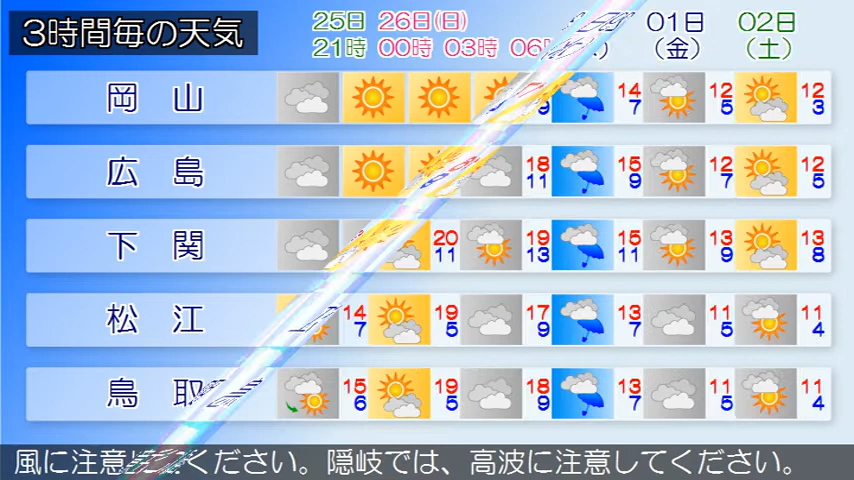 3時間毎の天気
25日 26日(日) 01日 02日
21時 00時 03時 (金) (土)
岡 山 9 14 7 12 5 12 3
広 島 18 11 15 9 12 7 12 5
下 関 20 11 19 13 15 11 13 9 13 8
松 江 14 7 19 5 17 9 13 7 11 5 11 4
鳥 取 15 6 19 5 18 9 13 7 11 5 11 4
風に注意してください。隠岐では、高波に注意してください。